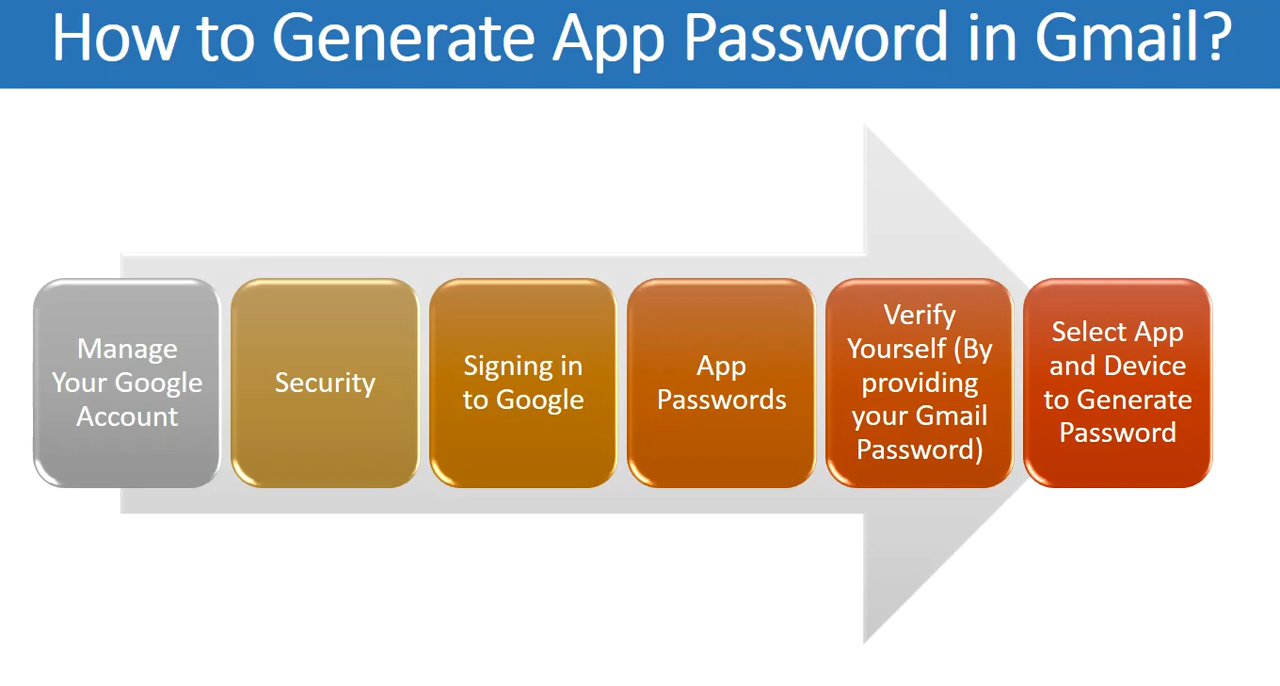 How to Generate App Password in Gmail?
Manage
Your Google
Account
Security
Signing in
to Google
App
Passwords
Verify
Yourself (By
providing
your Gmail
Password)
Select App
and Device
to Generate
Password